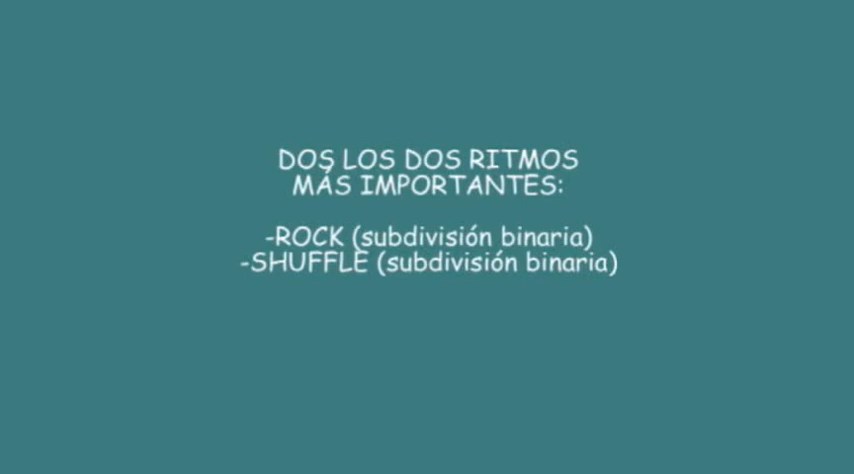 DOS LOS DOS RITMOS
MÁS IMPORTANTES:
-ROCK (subdivisión binaria)
-SHUFFLE (subdivisión binaria)